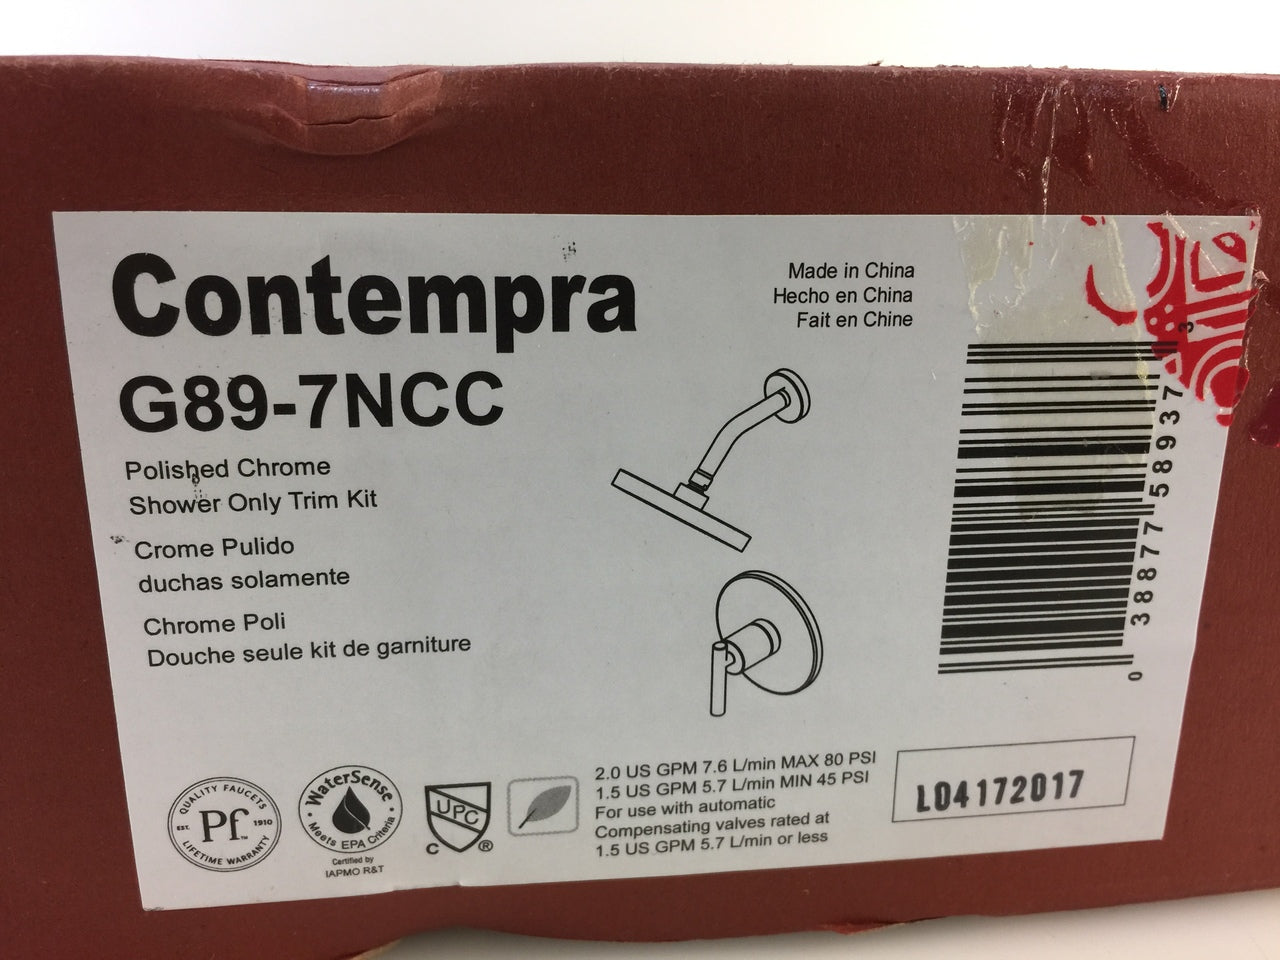 Contempra
G89-7NCC
Polished Chrome
Shower Only Trim Kit
Crome Pulido
duchas solamente
Chrome Poli
Douche seule kit de garniture
Made in China
Hecho en China
Fait en Chine
0 38877 58937 3
QUALITY FAUCETS
EST. Pf™ 1910
LIFETIME WARRANTY
WaterSense
Meets EPA Criteria
Certified by
IAPMO R&T
UPC
C ®
2.0 US GPM 7.6 L/min MAX 80 PSI
1.5 US GPM 5.7 L/min MIN 45 PSI
For use with automatic
Compensating valves rated at
1.5 US GPM 5.7 L/min or less
L04172017